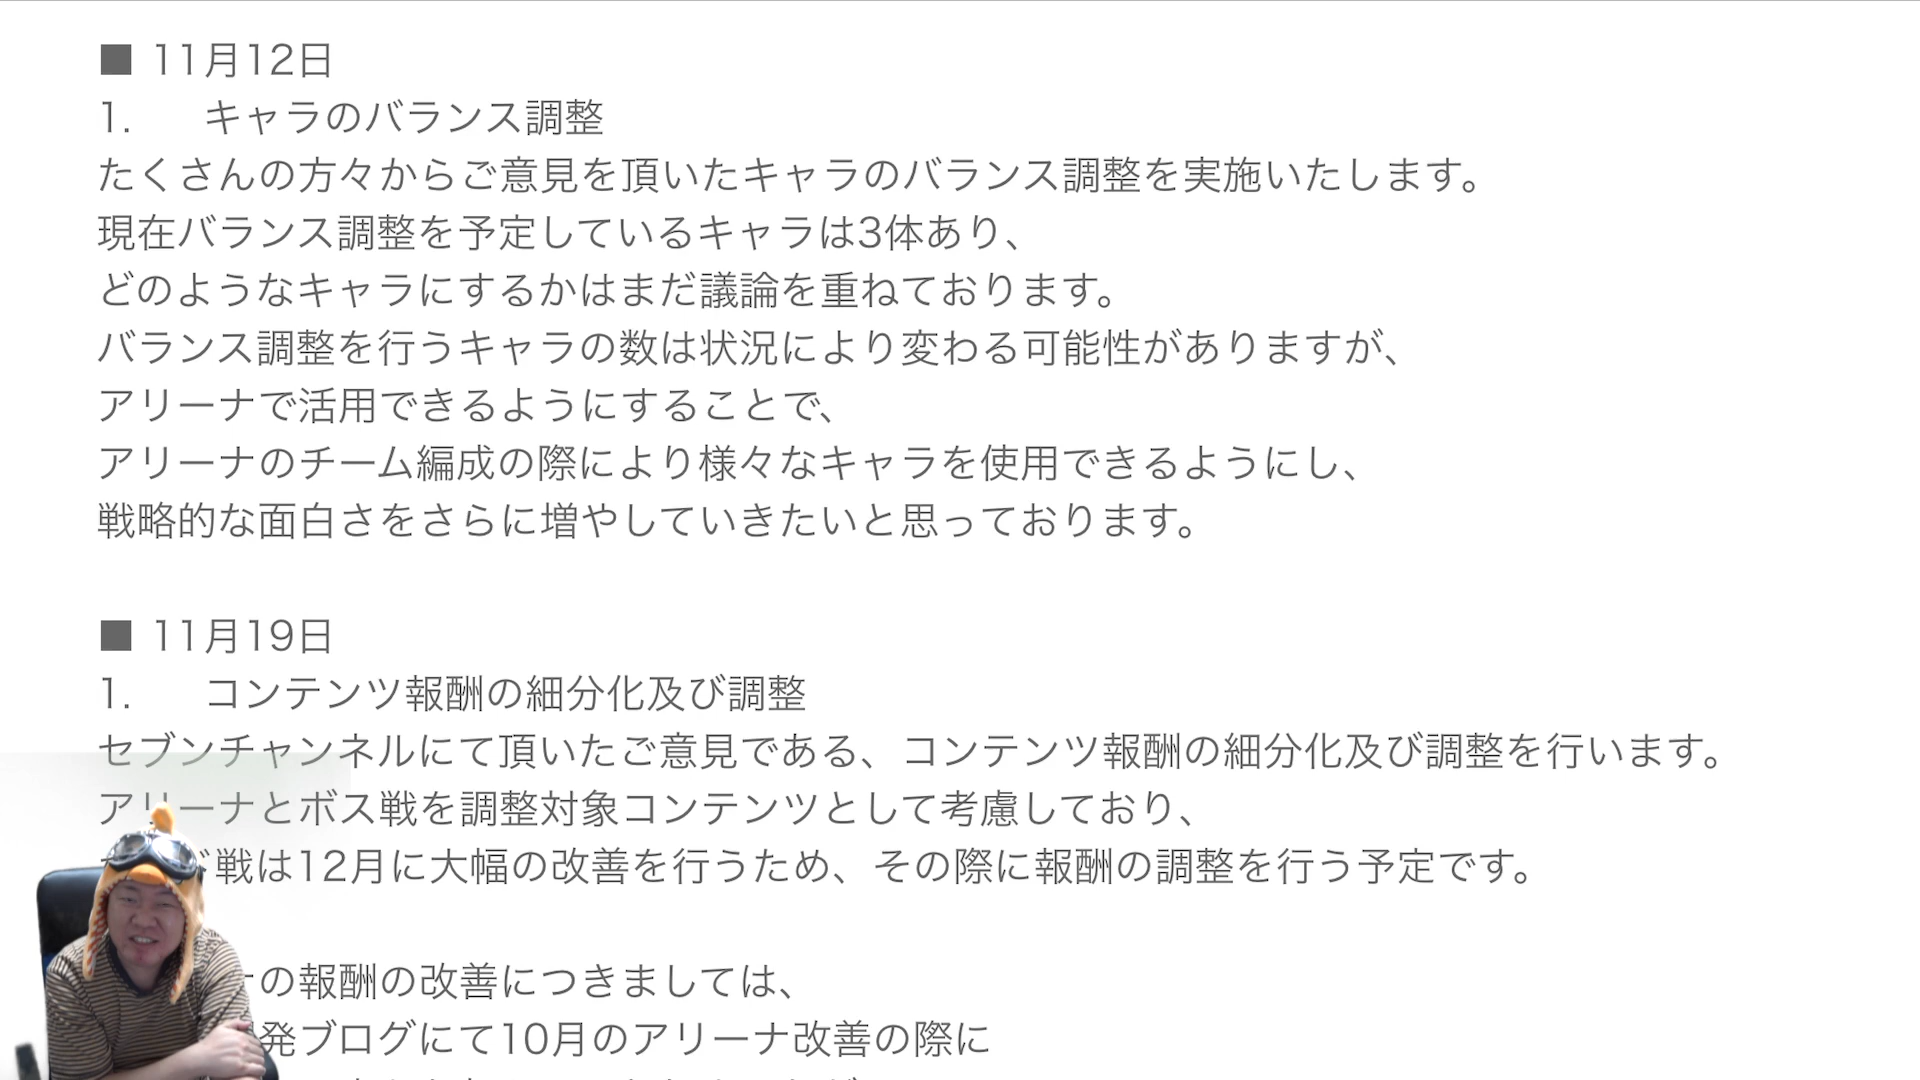 ■ 11月12日
1. キャラのバランス調整
たくさんの方々からご意見を頂いたキャラのバランス調整を実施いたします。
現在バランス調整を予定しているキャラは3体あり、
どのようなキャラにするかはまだ議論を重ねております。
バランス調整を行うキャラの数は状況により変わる可能性がありますが、
アリーナで活用できるようにすることで、
アリーナのチーム編成の際により様々なキャラを使用できるようにし、
戦略的な面白さをさらに増やしていきたいと思っております。
■ 11月19日
1. コンテンツ報酬の細分化及び調整
セブンチャンネルにて頂いたご意見である、コンテンツ報酬の細分化及び調整を行います。
アリーナとボス戦を調整対象コンテンツとして考慮しており、
戦は12月に大幅の改善を行うため、その際に報酬の調整を行う予定です。
の報酬の改善につきましては、
発ブログにて10月のアリーナ改善の際に